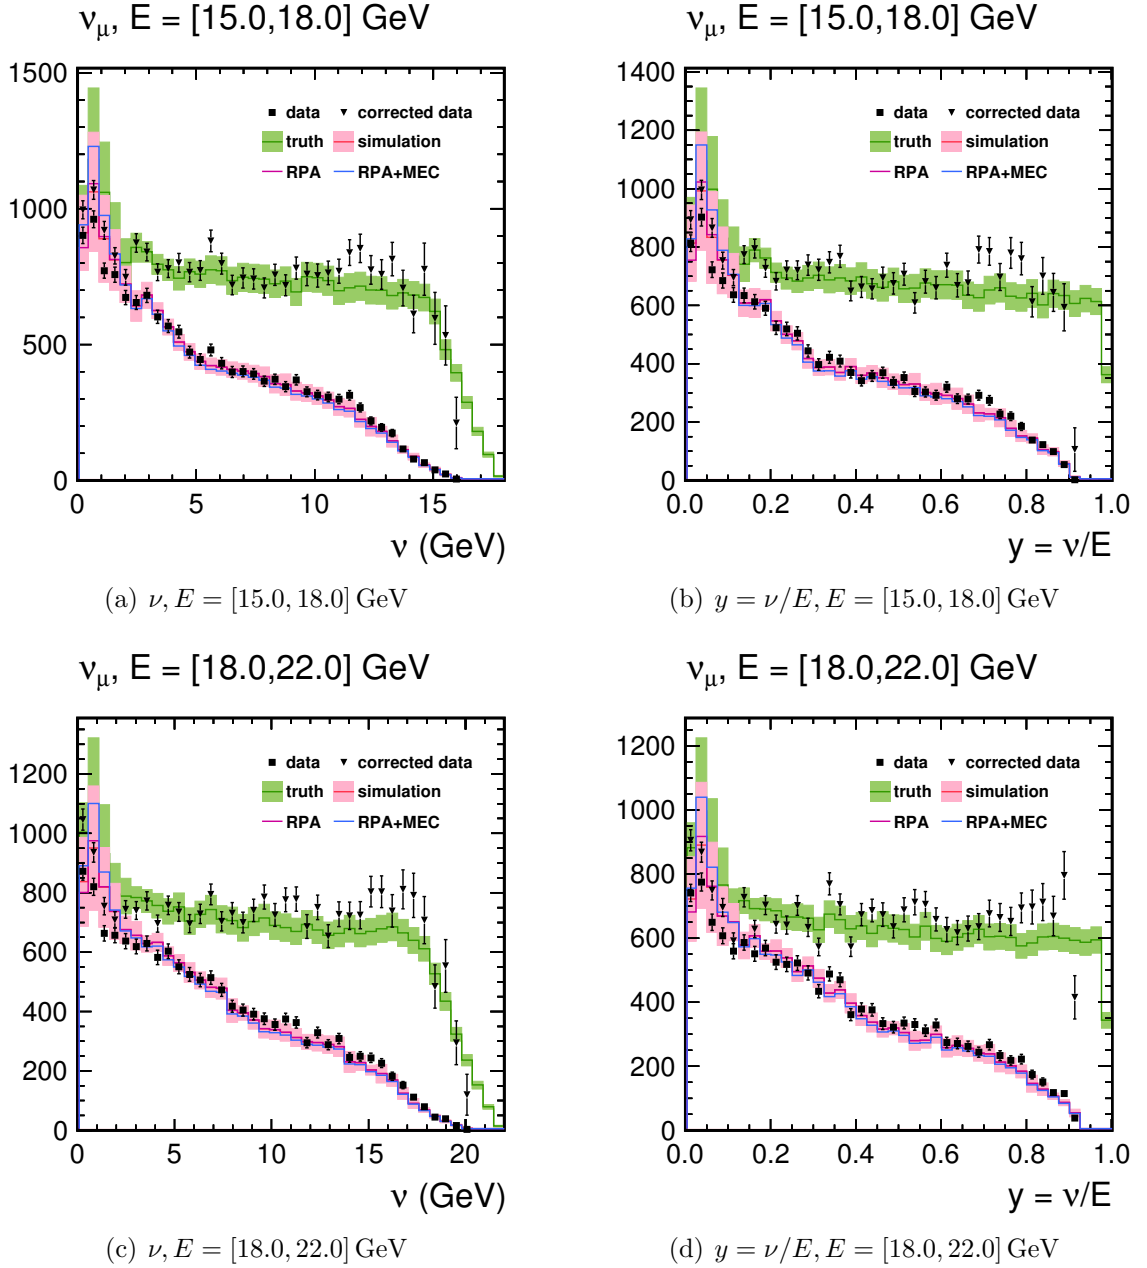 ν_μ, E = [15.0,18.0] GeV
1500
1000
500
0
0 5 10 15
data corrected data
truth simulation
RPA RPA+MEC
ν (GeV)
(a) ν, E = [15.0, 18.0] GeV
ν_μ, E = [15.0,18.0] GeV
1400
1200
1000
800
600
400
200
0
0.0 0.2 0.4 0.6 0.8 1.0
data corrected data
truth simulation
RPA RPA+MEC
y = ν/E
(b) y = ν/E, E = [15.0, 18.0] GeV
ν_μ, E = [18.0,22.0] GeV
1200
1000
800
600
400
200
0
0 5 10 15 20
data corrected data
truth simulation
RPA RPA+MEC
ν (GeV)
(c) ν, E = [18.0, 22.0] GeV
ν_μ, E = [18.0,22.0] GeV
1200
1000
800
600
400
200
0
0.0 0.2 0.4 0.6 0.8 1.0
data corrected data
truth simulation
RPA RPA+MEC
y = ν/E
(d) y = ν/E, E = [18.0, 22.0] GeV